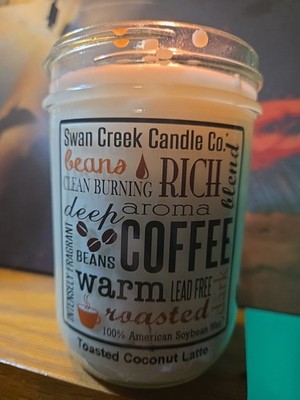 Swan Creek Candle Co.
beans
CLEAN BURNING
RICH
blend
deep
aroma
COFFEE
BEANS
INTENSELY FRAGRANT
warm
LEAD FREE
roasted
100% American Soybean Wax
Toasted Coconut Latte